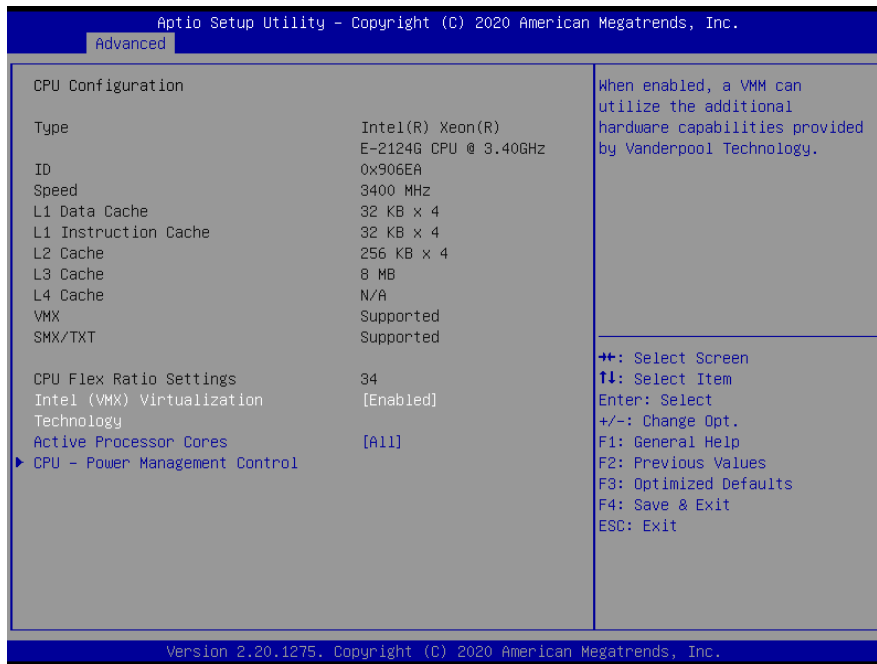 Aptio Setup Utility – Copyright (C) 2020 American Megatrends, Inc.
Advanced
CPU Configuration
Type Intel(R) Xeon(R)
E-2124G CPU @ 3.40GHz
ID 0x906EA
Speed 3400 MHz
L1 Data Cache 32 KB x 4
L1 Instruction Cache 32 KB x 4
L2 Cache 256 KB x 4
L3 Cache 8 MB
L4 Cache N/A
VMX Supported
SMX/TXT Supported
CPU Flex Ratio Settings 34
Intel (VMX) Virtualization [Enabled]
Technology
Active Processor Cores [All]
CPU – Power Management Control
When enabled, a VMM can
utilize the additional
hardware capabilities provided
by Vanderpool Technology.
→←: Select Screen
↑↓: Select Item
Enter: Select
+/-: Change Opt.
F1: General Help
F2: Previous Values
F3: Optimized Defaults
F4: Save & Exit
ESC: Exit
Version 2.20.1275. Copyright (C) 2020 American Megatrends, Inc.